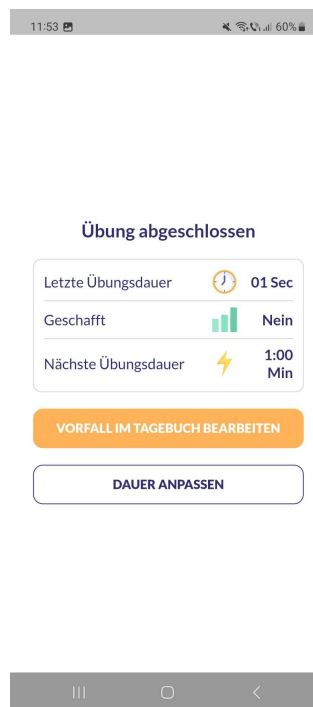 11:53 60%
Übung abgeschlossen
Letzte Übungsdauer 01 Sec
Geschafft Nein
Nächste Übungsdauer 1:00
Min
VORFALL IM TAGEBUCH BEARBEITEN
DAUER ANPASSEN